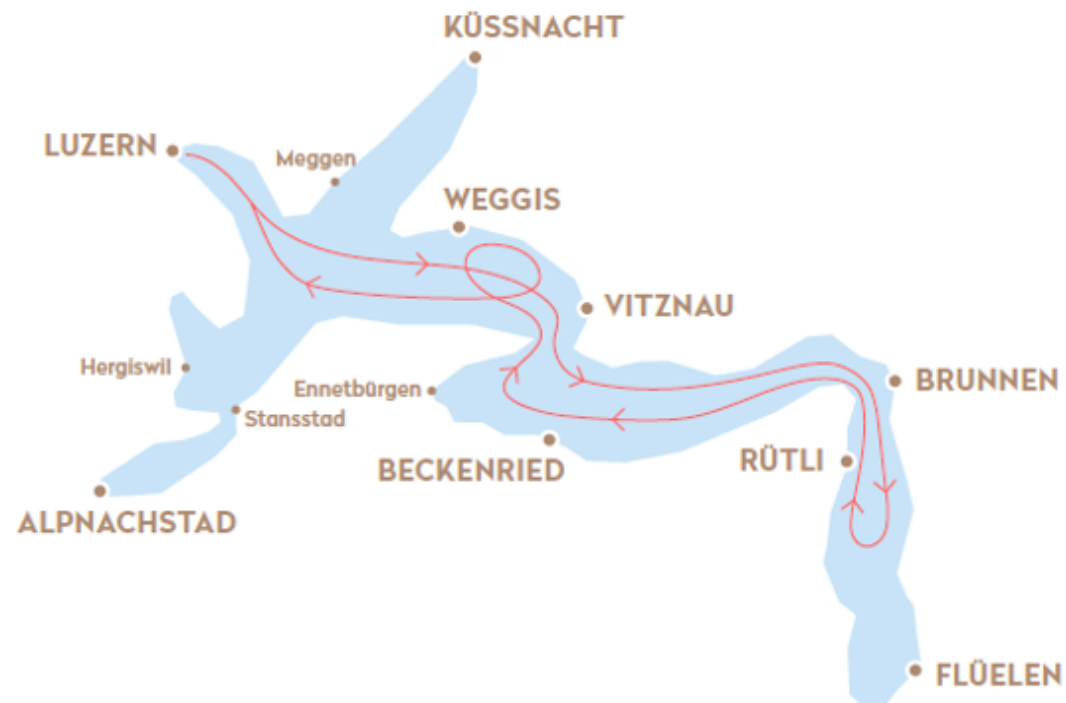 KÜSSNACHT
LUZERN
Meggen
WEGGIS
VITZNAU
Hergiswil
Ennetbürgen
BRUNNEN
Stansstad
BECKENRIED
RÜTLI
ALPNACHSTAD
FLÜELEN